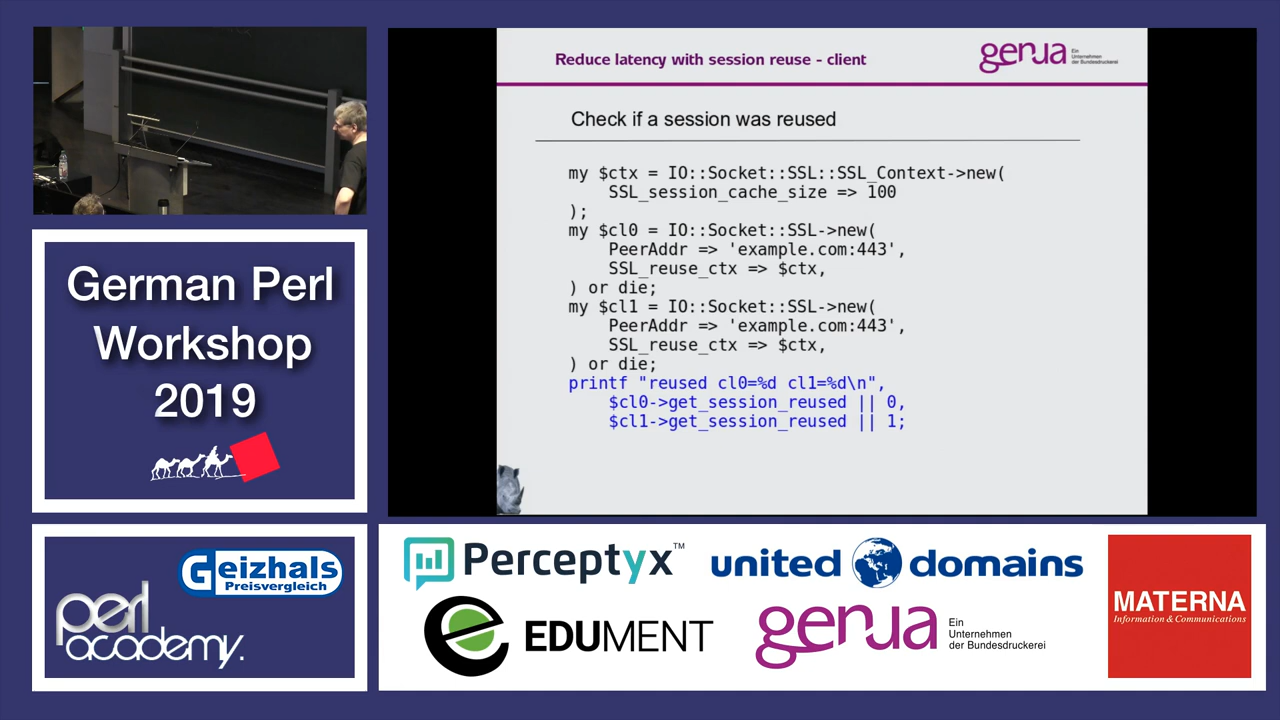 Reduce latency with session reuse - client
genua
Ein
Unternehmen
der Bundesdruckerei
Check if a session was reused
my $ctx = IO::Socket::SSL::SSL_Context->new(
    SSL_session_cache_size => 100
);
my $cl0 = IO::Socket::SSL->new(
    PeerAddr => 'example.com:443',
    SSL_reuse_ctx => $ctx,
) or die;
my $cl1 = IO::Socket::SSL->new(
    PeerAddr => 'example.com:443',
    SSL_reuse_ctx => $ctx,
) or die;
printf "reused cl0=%d cl1=%d\n",
    $cl0->get_session_reused || 0,
    $cl1->get_session_reused || 1;
German Perl
Workshop
2019
Geizhals
Preisvergleich
perl
academy.
Perceptyx™
united domains
EDUMENT
genua
Ein
Unternehmen
der Bundesdruckerei
MATERNA
Information & Communications